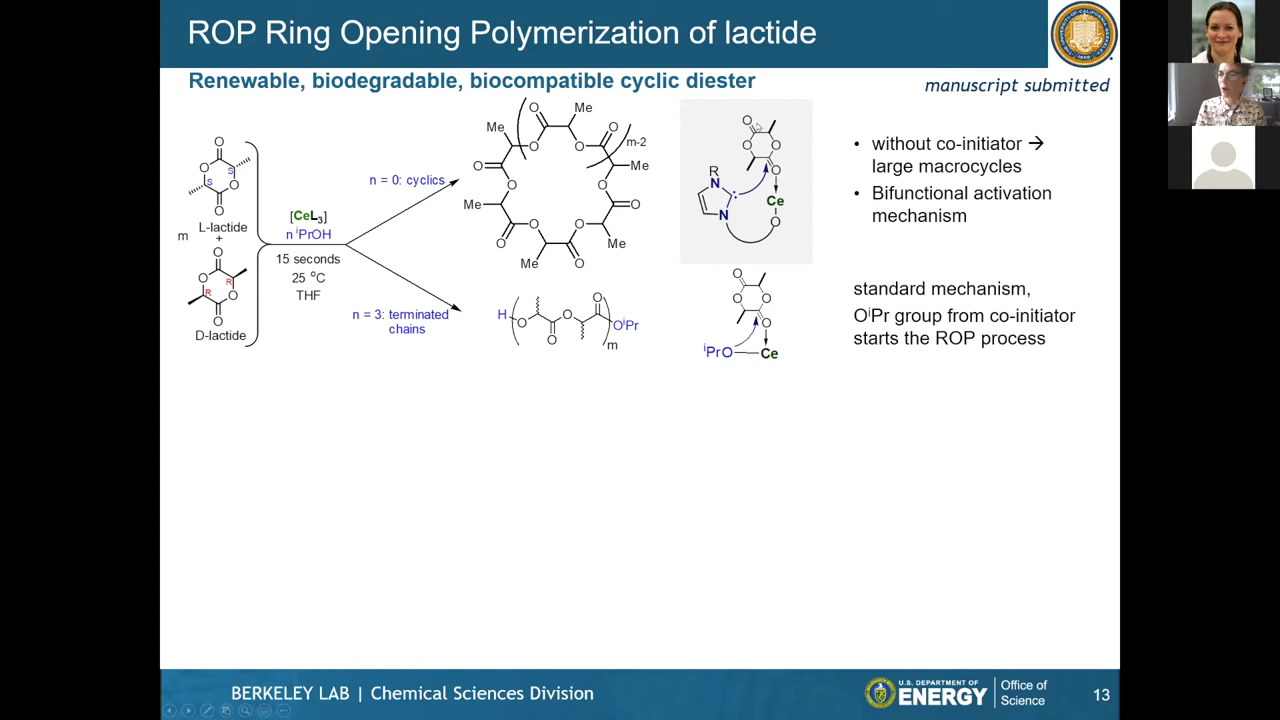 ROP Ring Opening Polymerization of lactide
Renewable, biodegradable, biocompatible cyclic diester
manuscript submitted
O
O
S
S
O
O
L-lactide
m
+
O
O
R
R
O
O
D-lactide
[CeL₃]
n ⁱPrOH
15 seconds
25 °C
THF
n = 0: cyclics
n = 3: terminated
chains
O
Me
O
Me
O
O
m-2
O
Me
O
O
Me
O
O
O
O
Me
Me
O
H
O
O
O
O
OⁱPr
m
O
O
O
O
R
N
:
N
Ce
O
O
O
O
O
ⁱPrO
Ce
• without co-initiator →
large macrocycles
• Bifunctional activation
mechanism
standard mechanism,
OⁱPr group from co-initiator
starts the ROP process
BERKELEY LAB | Chemical Sciences Division
U.S. DEPARTMENT OF
ENERGY
Office of
Science
13